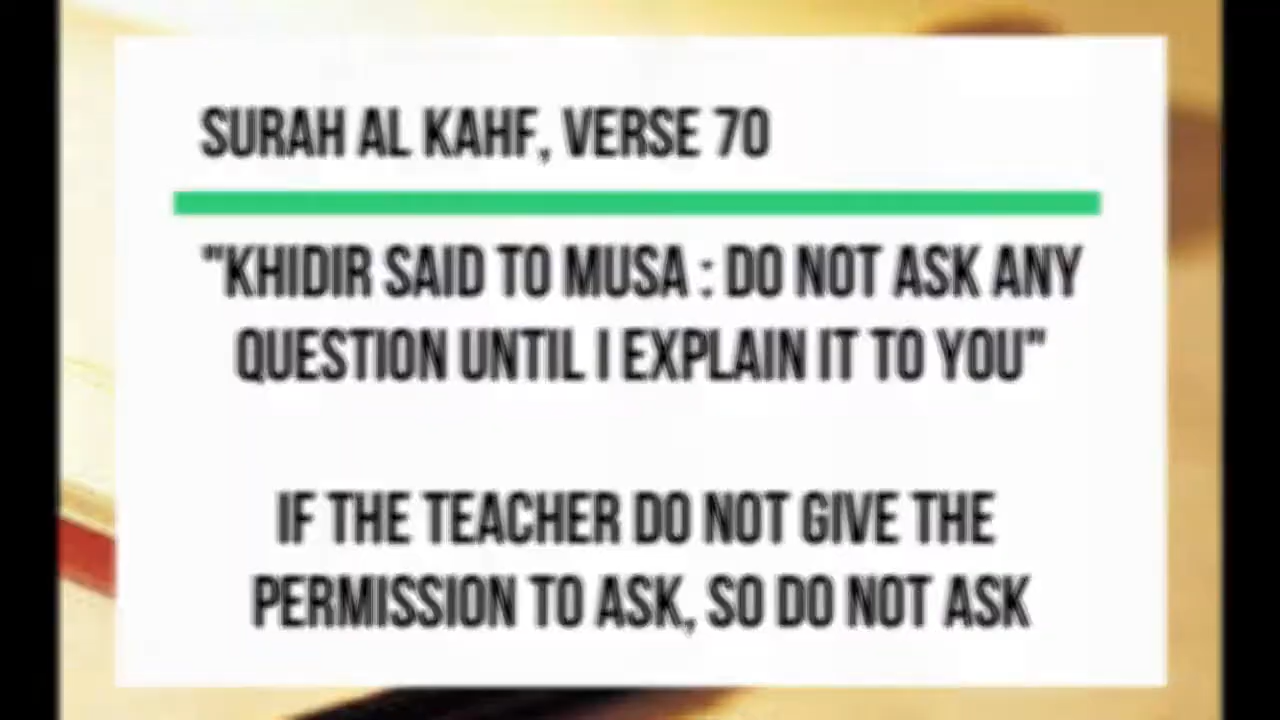 SURAH AL KAHF, VERSE 70
"KHIDIR SAID TO MUSA : DO NOT ASK ANY
QUESTION UNTIL I EXPLAIN IT TO YOU"
IF THE TEACHER DO NOT GIVE THE
PERMISSION TO ASK, SO DO NOT ASK